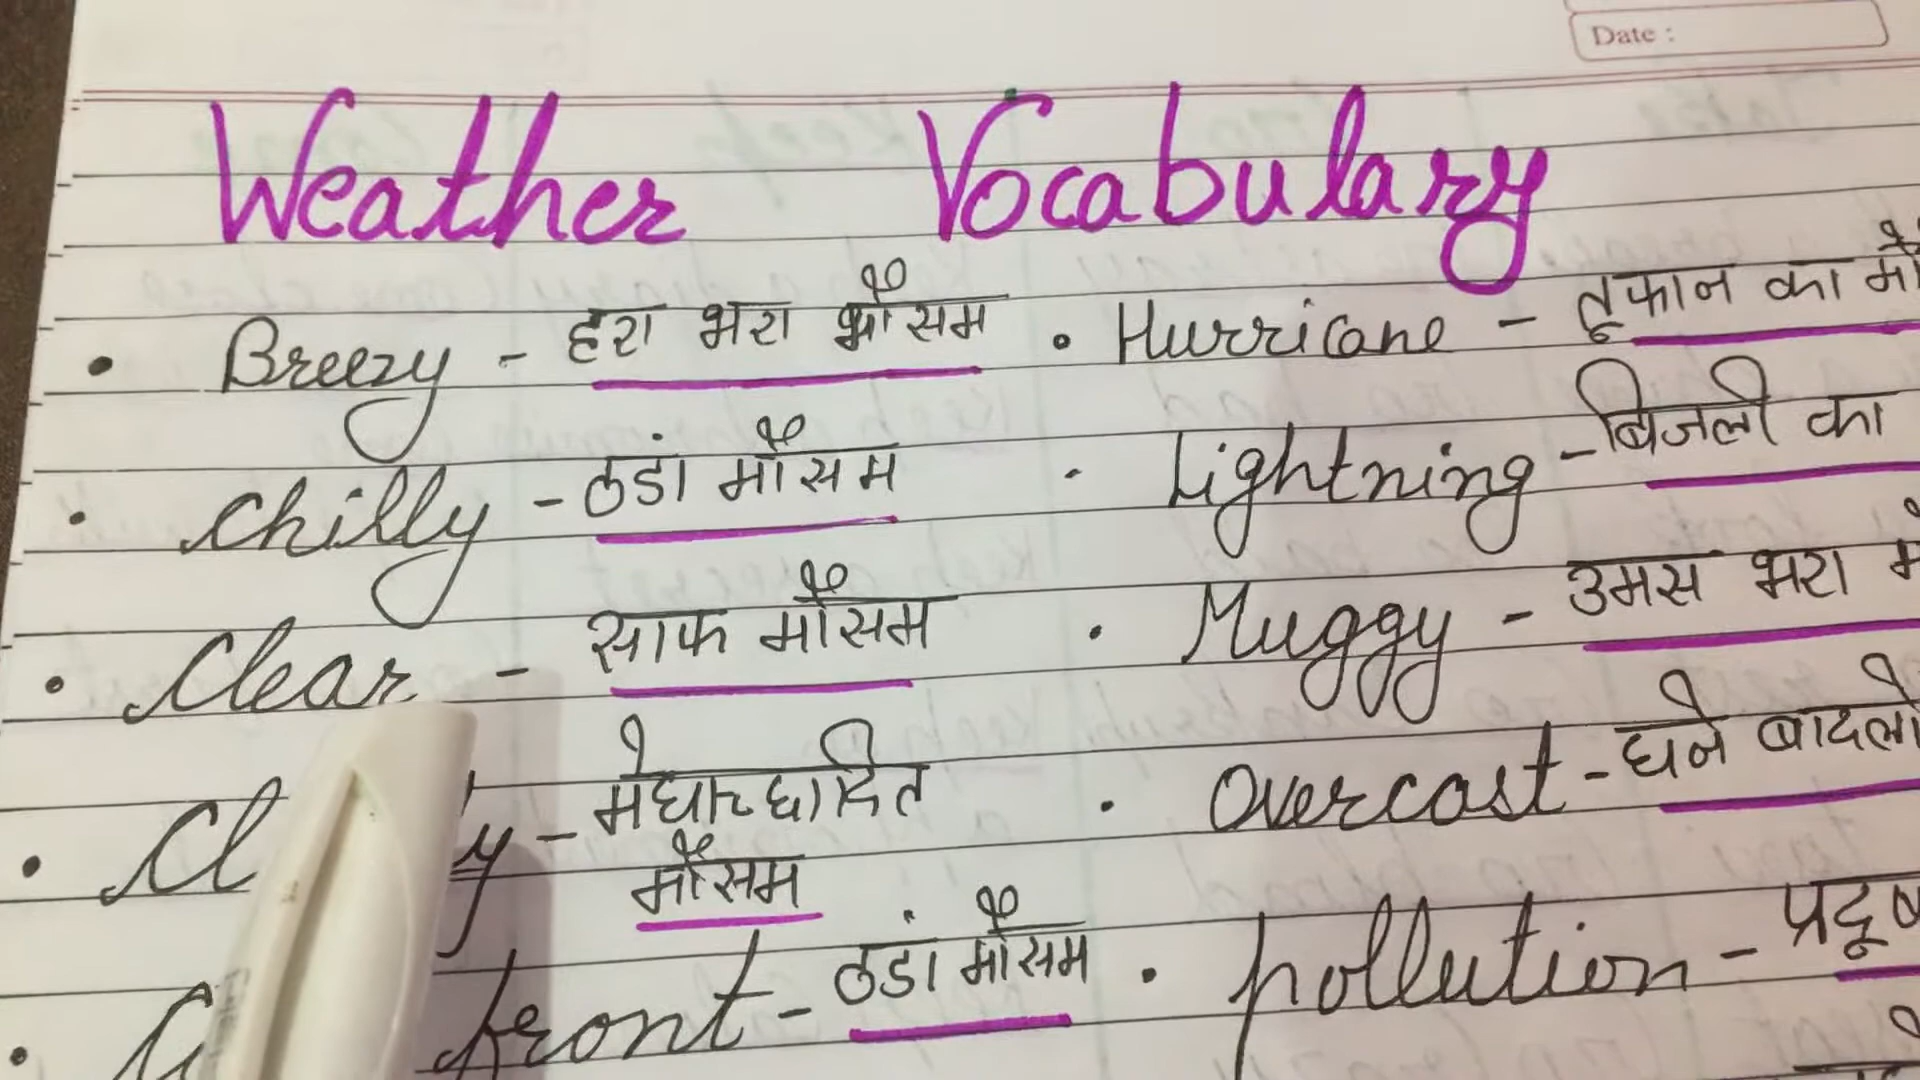 Date :
Weather Vocabulary
• Breezy - हरा भरा मौसम
• Chilly - ठंडा मौसम
• Clear - साफ मौसम
• Cl y - मेघाच्छादित
मौसम
• front - ठंडा मौसम
• Hurricane - तूफान का
• Lightning - बिजली का
• Muggy - उमस भरा
• Overcast - घने
• pollution -